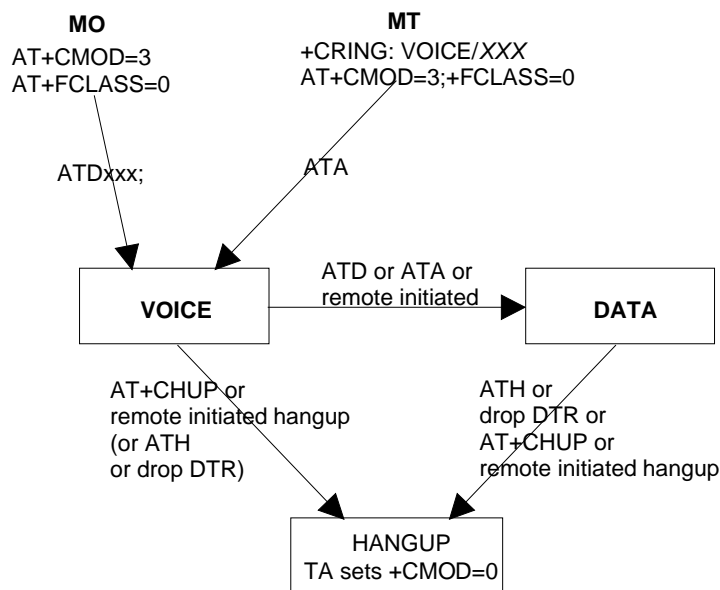 MO
AT+CMOD=3
AT+FCLASS=0
MT
+CRING: VOICE/XXX
AT+CMOD=3;+FCLASS=0
ATDxxx;
ATA
VOICE
ATD or ATA or
remote initiated
DATA
AT+CHUP or
remote initiated hangup
(or ATH
or drop DTR)
ATH or
drop DTR or
AT+CHUP or
remote initiated hangup
HANGUP
TA sets +CMOD=0